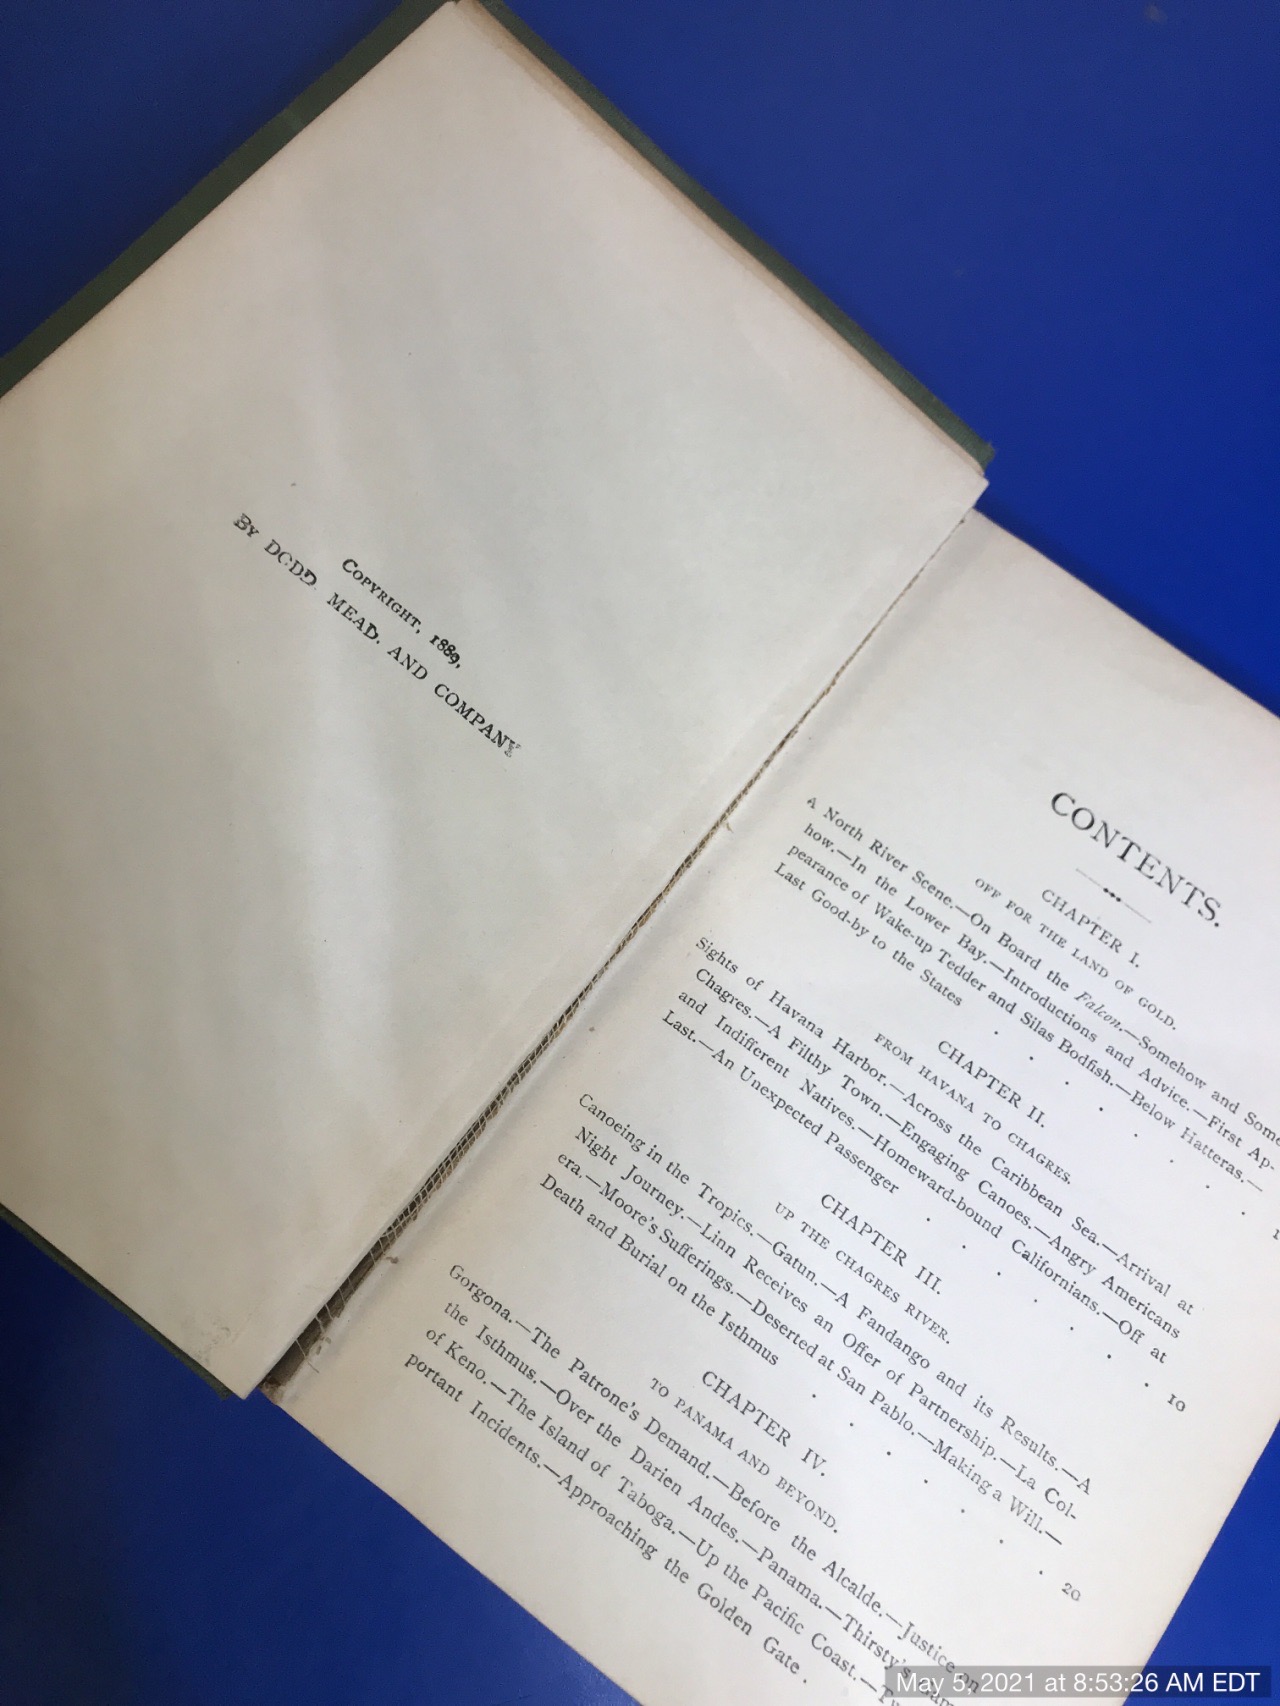 COPYRIGHT, 1889,
BY DODD, MEAD, AND COMPANY
CONTENTS.
CHAPTER I.
OFF FOR THE LAND OF GOLD.
A North River Scene.—On Board the Falcon.—Somehow and Some-
how.—In the Lower Bay.—Introductions and Advice.—First Ap-
pearance of Wake-up Tedder and Silas Bodfish.—Below Hatteras.—
Last Good-by to the States . . . . . . . 1
CHAPTER II.
FROM HAVANA TO CHAGRES.
Sights of Havana Harbor.—Across the Caribbean Sea.—Arrival at
Chagres.—A Filthy Town.—Engaging Canoes.—Angry Americans
and Indifferent Natives.—Homeward-bound Californians.—Off at
Last.—An Unexpected Passenger . . . . . . . 10
CHAPTER III.
UP THE CHAGRES RIVER.
Canoeing in the Tropics.—Gatun.—A Fandango and its Results.—A
Night Journey.—Linn Receives an Offer of Partnership.—La Col-
era.—Moore's Sufferings.—Deserted at San Pablo.—Making a Will.—
Death and Burial on the Isthmus . . . . . . . 20
CHAPTER IV.
TO PANAMA AND BEYOND.
Gorgona.—The Patrone's Demand.—Before the Alcalde.—Justice on
the Isthmus.—Over the Darien Andes.—Panama.—Thirsty's
of Keno.—The Island of Taboga.—Up the Pacific Coast.—
portant Incidents.—Approaching the Golden Gate .
May 5, 2021 at 8:53:26 AM EDT